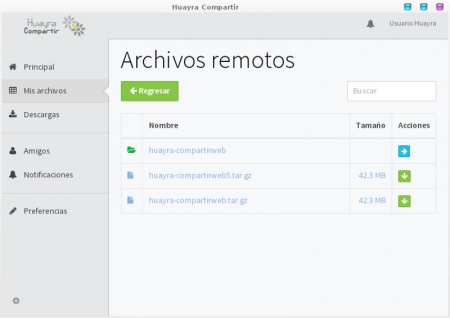 Huayra Compartir
Huayra
Compartir
Usuario Huayra
Principal
Mis archivos
Descargas
Amigos
Notificaciones
Preferencias
Archivos remotos
Regresar
Buscar
Nombre Tamaño Acciones
huayra-compartirweb
huayra-compartirweb5.tar.gz 42.3 MB
huayra-compartirweb.tar.gz 42.3 MB